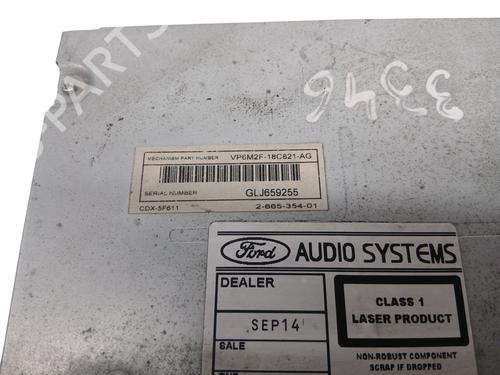 3346
MECHANISM PART NUMBER VP6M2F-18C821-AG
SERIAL NUMBER GLJ659255
CDX-5F611 2-665-354-01
Ford AUDIO SYSTEMS
DEALER
CLASS 1
LASER PRODUCT
SEP14
SALE
NON-ROBUST COMPONENT
SCRAP IF DROPPED
B-PARTS